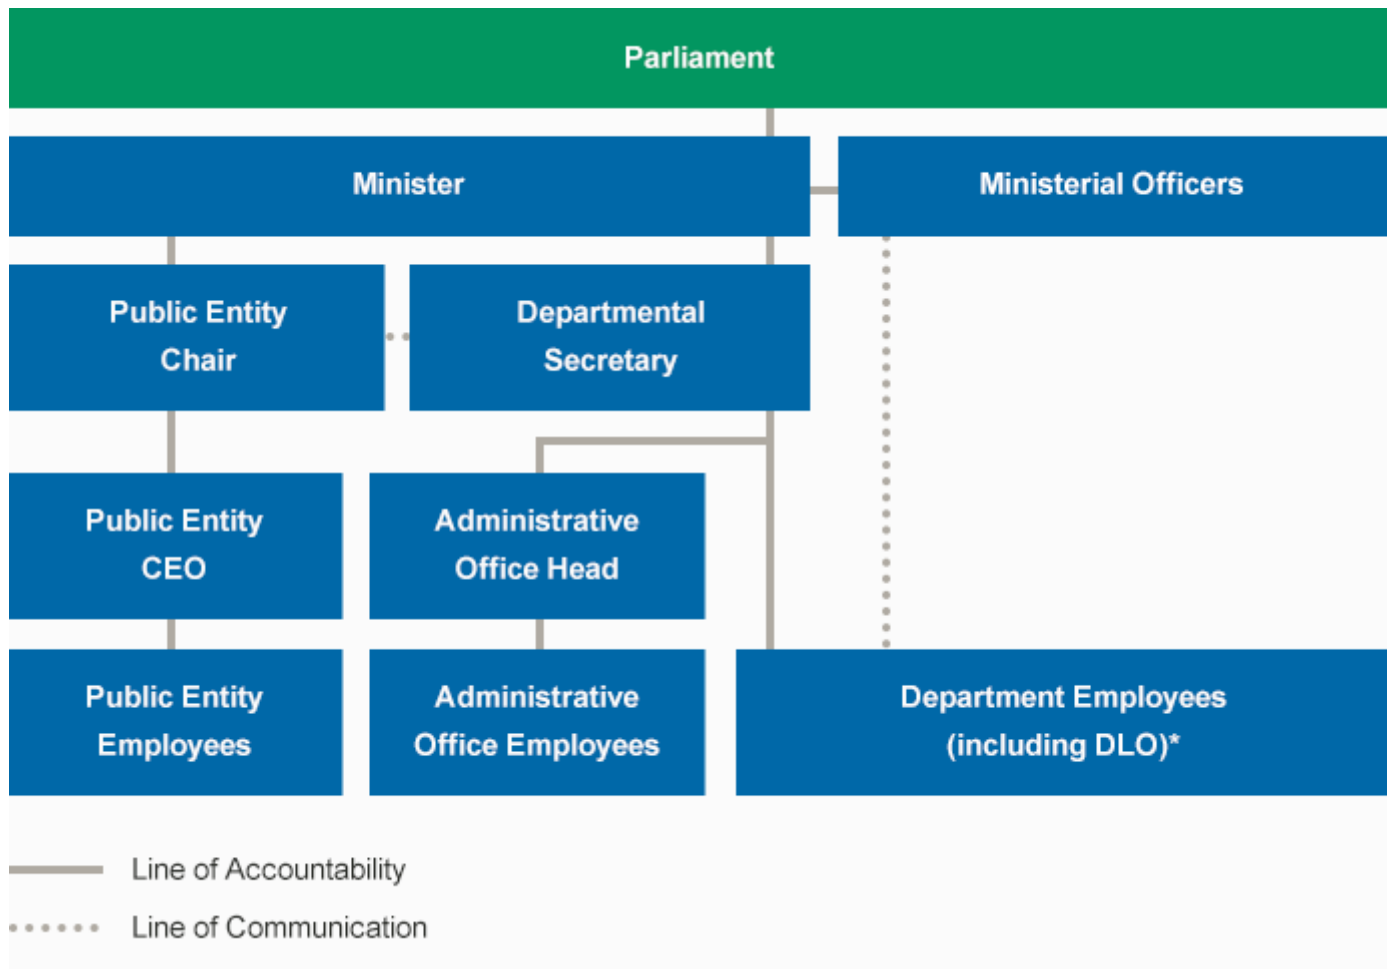 Parliament
Minister
Ministerial Officers
Public Entity
Chair
Departmental
Secretary
Public Entity
CEO
Administrative
Office Head
Public Entity
Employees
Administrative
Office Employees
Department Employees
(including DLO)*
Line of Accountability
Line of Communication